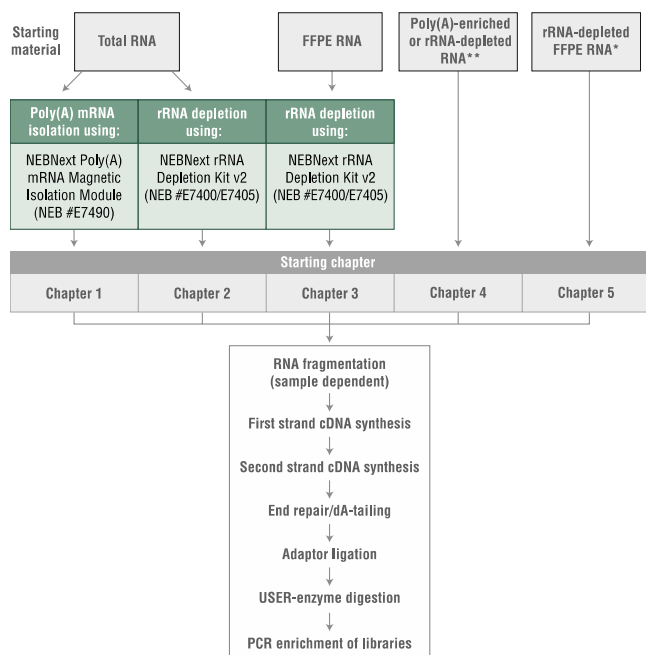 Starting
material
Total RNA
FFPE RNA
Poly(A)-enriched
or rRNA-depleted
RNA**
rRNA-depleted
FFPE RNA*
Poly(A) mRNA
isolation using:
NEBNext Poly(A)
mRNA Magnetic
Isolation Module
(NEB #E7490)
rRNA depletion
using:
NEBNext rRNA
Depletion Kit v2
(NEB #E7400/E7405)
rRNA depletion
using:
NEBNext rRNA
Depletion Kit v2
(NEB #E7400/E7405)
Starting chapter
Chapter 1
Chapter 2
Chapter 3
Chapter 4
Chapter 5
RNA fragmentation
(sample dependent)
First strand cDNA synthesis
Second strand cDNA synthesis
End repair/dA-tailing
Adaptor ligation
USER-enzyme digestion
PCR enrichment of libraries